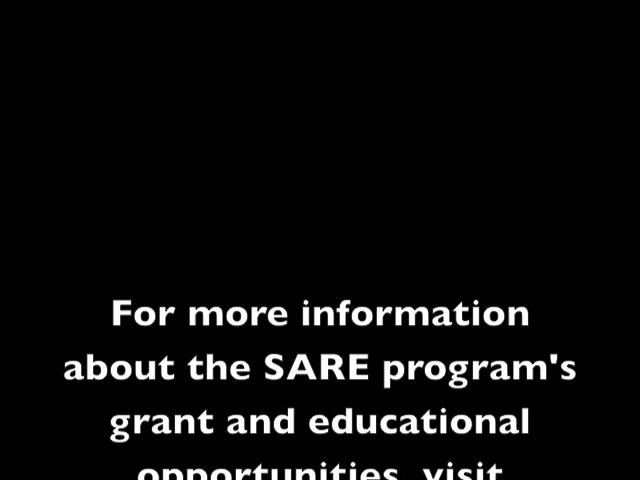 For more information
about the SARE program's
grant and educational
opportunities, visit